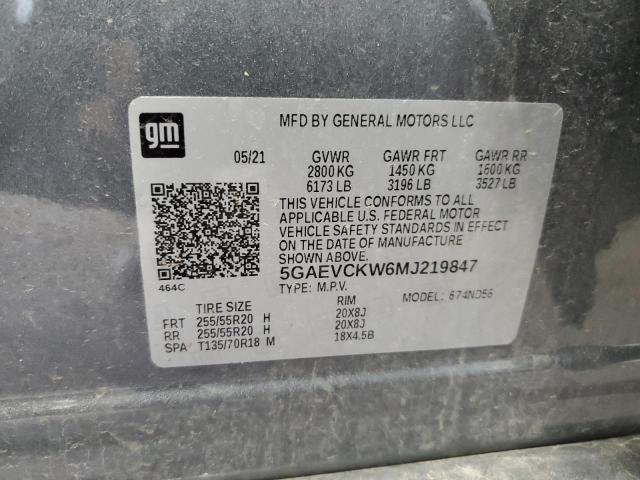 gm
MFD BY GENERAL MOTORS LLC
05/21 GVWR GAWR FRT GAWR RR
2800 KG 1450 KG 1600 KG
6173 LB 3196 LB 3527 LB
THIS VEHICLE CONFORMS TO ALL
APPLICABLE U.S. FEDERAL MOTOR
VEHICLE SAFETY STANDARDS IN EFFECT
ON THE DATE OF MANUFACTURE
SHOWN ABOVE.
464C
5GAEVCKW6MJ219847
TYPE: M.P.V. MODEL: 674ND56
TIRE SIZE RIM
FRT 255/55R20 H 20X8J
RR 255/55R20 H 20X8J
SPA T135/70R18 M 18X4.5B